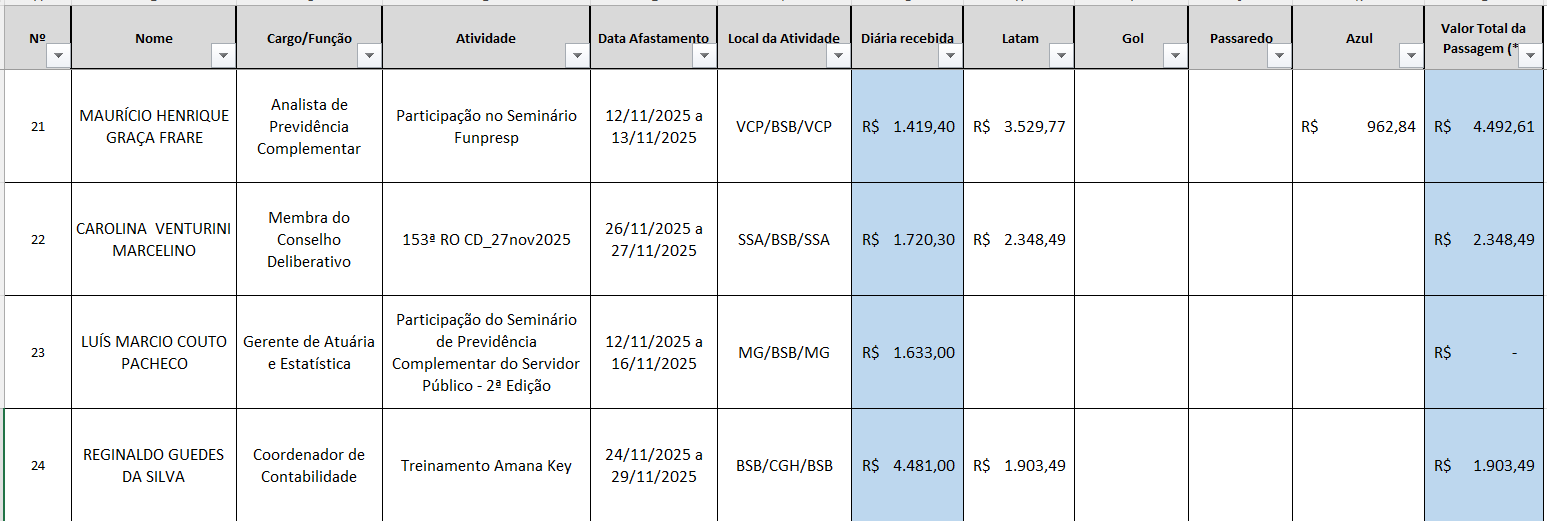 Nº Nome Cargo/Função Atividade Data Afastamento Local da Atividade Diária recebida Latam Gol Passaredo Azul Valor Total da
Passagem (*
21 MAURÍCIO HENRIQUE
GRAÇA FRARE
Analista de
Previdência
Complementar
Participação no Seminário
Funpresp
12/11/2025 a
13/11/2025
VCP/BSB/VCP R$ 1.419,40 R$ 3.529,77 R$ 962,84 R$ 4.492,61
22 CAROLINA VENTURINI
MARCELINO
Membra do
Conselho
Deliberativo
153ª RO CD_27nov2025
26/11/2025 a
27/11/2025
SSA/BSB/SSA R$ 1.720,30 R$ 2.348,49 R$ 2.348,49
23 LUÍS MARCIO COUTO
PACHECO
Gerente de Atuária
e Estatística
Participação do Seminário
de Previdência
Complementar do Servidor
Público - 2ª Edição
12/11/2025 a
16/11/2025
MG/BSB/MG R$ 1.633,00 R$ -
24 REGINALDO GUEDES
DA SILVA
Coordenador de
Contabilidade
Treinamento Amana Key
24/11/2025 a
29/11/2025
BSB/CGH/BSB R$ 4.481,00 R$ 1.903,49 R$ 1.903,49